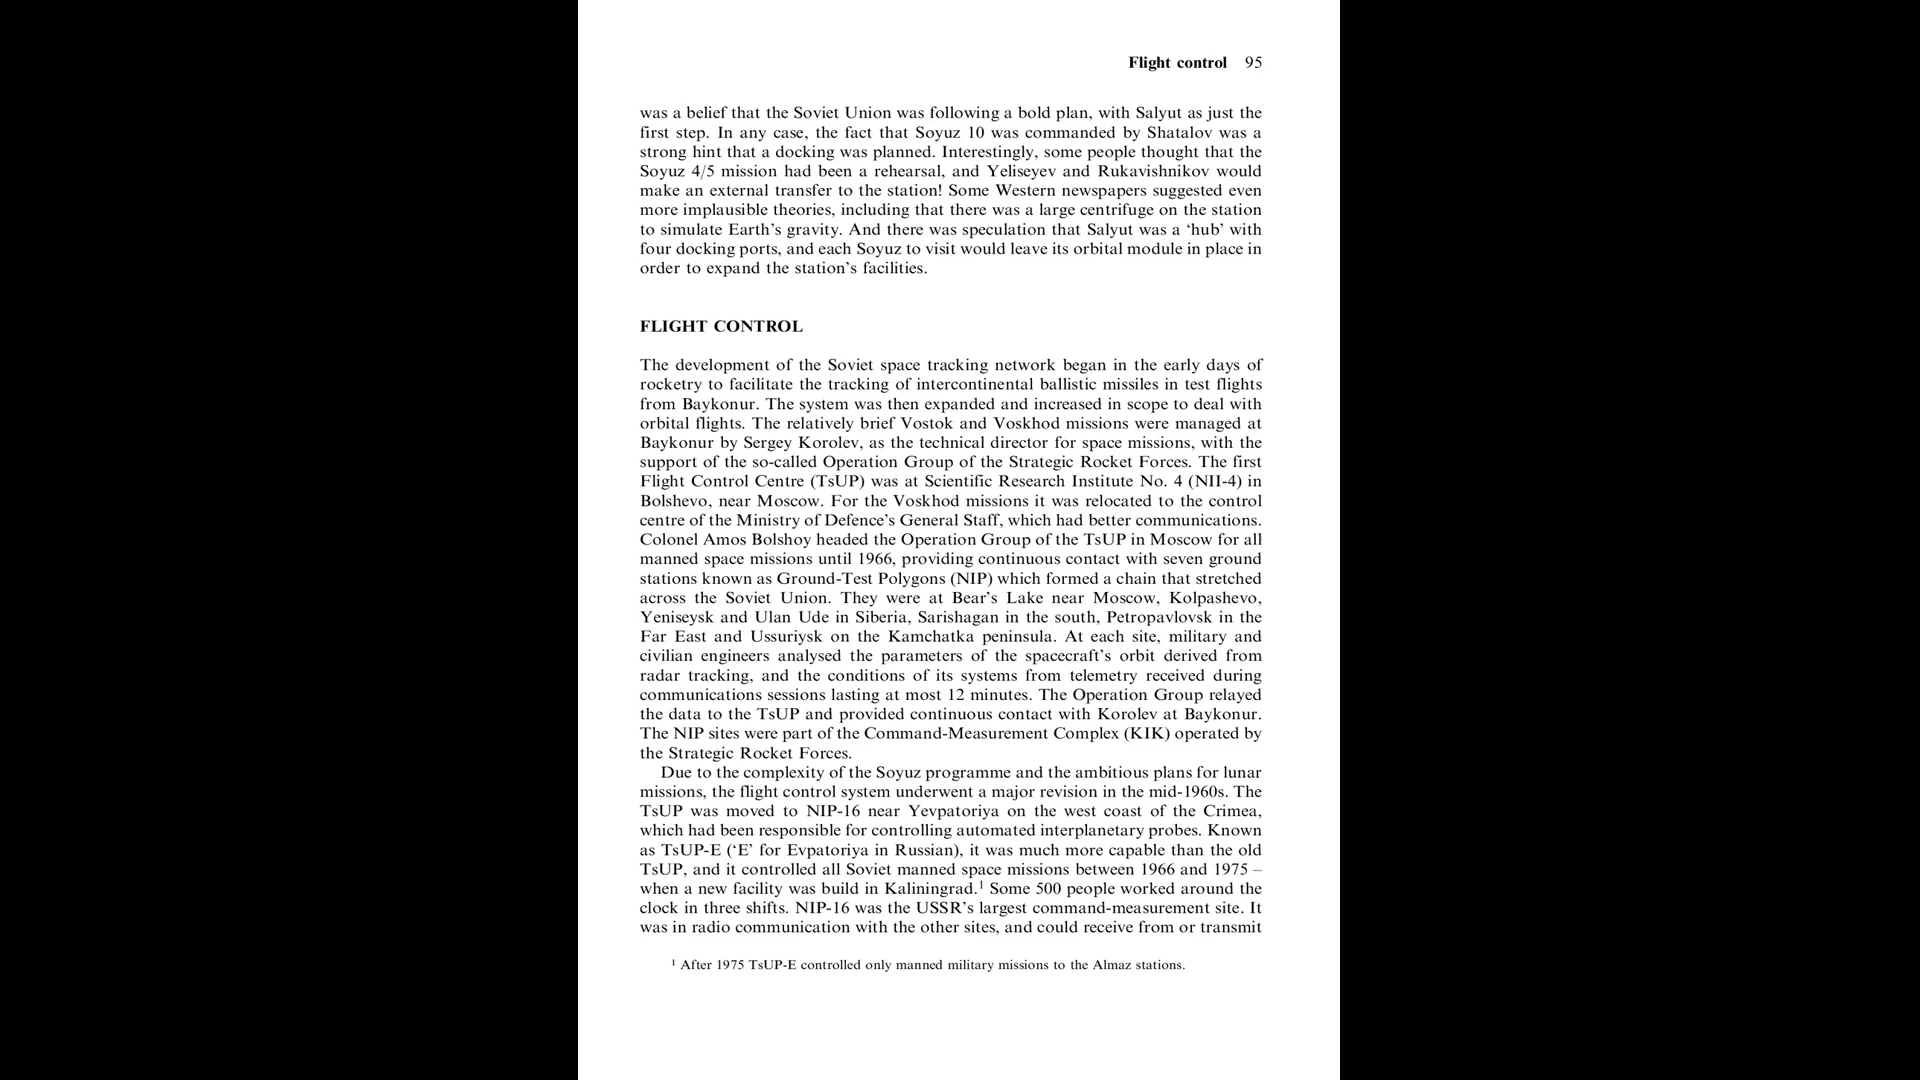 Flight control 95
was a belief that the Soviet Union was following a bold plan, with Salyut as just the
first step. In any case, the fact that Soyuz 10 was commanded by Shatalov was a
strong hint that a docking was planned. Interestingly, some people thought that the
Soyuz 4/5 mission had been a rehearsal, and Yeliseyev and Rukavishnikov would
make an external transfer to the station! Some Western newspapers suggested even
more implausible theories, including that there was a large centrifuge on the station
to simulate Earth's gravity. And there was speculation that Salyut was a ‘hub’ with
four docking ports, and each Soyuz to visit would leave its orbital module in place in
order to expand the station's facilities.
FLIGHT CONTROL
The development of the Soviet space tracking network began in the early days of
rocketry to facilitate the tracking of intercontinental ballistic missiles in test flights
from Baykonur. The system was then expanded and increased in scope to deal with
orbital flights. The relatively brief Vostok and Voskhod missions were managed at
Baykonur by Sergey Korolev, as the technical director for space missions, with the
support of the so-called Operation Group of the Strategic Rocket Forces. The first
Flight Control Centre (TsUP) was at Scientific Research Institute No. 4 (NII-4) in
Bolshevo, near Moscow. For the Voskhod missions it was relocated to the control
centre of the Ministry of Defence's General Staff, which had better communications.
Colonel Amos Bolshoy headed the Operation Group of the TsUP in Moscow for all
manned space missions until 1966, providing continuous contact with seven ground
stations known as Ground-Test Polygons (NIP) which formed a chain that stretched
across the Soviet Union. They were at Bear's Lake near Moscow, Kolpashevo,
Yeniseysk and Ulan Ude in Siberia, Sarishagan in the south, Petropavlovsk in the
Far East and Ussuriysk on the Kamchatka peninsula. At each site, military and
civilian engineers analysed the parameters of the spacecraft's orbit derived from
radar tracking, and the conditions of its systems from telemetry received during
communications sessions lasting at most 12 minutes. The Operation Group relayed
the data to the TsUP and provided continuous contact with Korolev at Baykonur.
The NIP sites were part of the Command-Measurement Complex (KIK) operated by
the Strategic Rocket Forces.
Due to the complexity of the Soyuz programme and the ambitious plans for lunar
missions, the flight control system underwent a major revision in the mid-1960s. The
TsUP was moved to NIP-16 near Yevpatoriya on the west coast of the Crimea,
which had been responsible for controlling automated interplanetary probes. Known
as TsUP-E (‘E’ for Evpatoriya in Russian), it was much more capable than the old
TsUP, and it controlled all Soviet manned space missions between 1966 and 1975 –
when a new facility was build in Kaliningrad.¹ Some 500 people worked around the
clock in three shifts. NIP-16 was the USSR's largest command-measurement site. It
was in radio communication with the other sites, and could receive from or transmit
¹ After 1975 TsUP-E controlled only manned military missions to the Almaz stations.